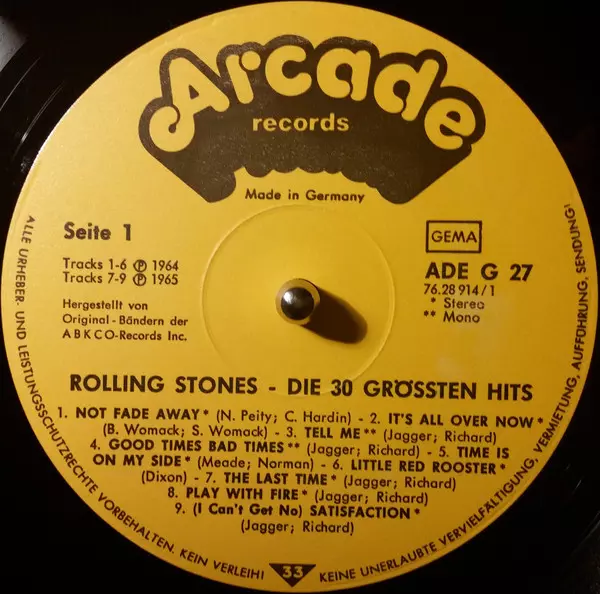 Arcade
records
Made in Germany
Seite 1
Tracks 1-6 Ⓟ 1964
Tracks 7-9 Ⓟ 1965
Hergestellt von
Original - Bändern der
ABKCO-Records Inc.
GEMA
ADE G 27
76.28 914/1
* Stereo
** Mono
ROLLING STONES - DIE 30 GRÖSSTEN HITS
1. NOT FADE AWAY* (N. Peity; C. Hardin) - 2. IT'S ALL OVER NOW*
(B. Womack; S. Womack) - 3. TELL ME** (Jagger; Richard)
4. GOOD TIMES BAD TIMES** (Jagger; Richard) - 5. TIME IS
ON MY SIDE* (Meade; Norman) - 6. LITTLE RED ROOSTER*
(Dixon) - 7. THE LAST TIME* (Jagger; Richard)
8. PLAY WITH FIRE* (Jagger; Richard)
9. (I Can't Get No) SATISFACTION*
(Jagger; Richard)
33
ALLE URHEBER- UND LEISTUNGSSCHUTZRECHTE VORBEHALTEN. KEIN VERLEIH! KEINE UNERLAUBTE VERVIELFÄLTIGUNG, VERMIETUNG, AUFFÜHRUNG, SENDUNG!